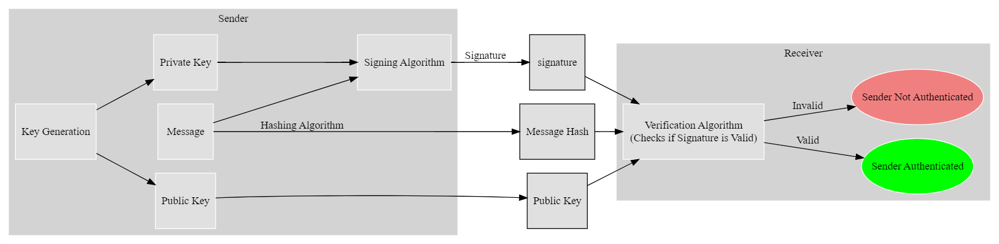 Sender
Private Key
Signing Algorithm
Signature
signature
Receiver
Key Generation
Message
Hashing Algorithm
Message Hash
Verification Algorithm
(Checks if Signature is Valid)
Invalid
Sender Not Authenticated
Valid
Sender Authenticated
Public Key
Public Key